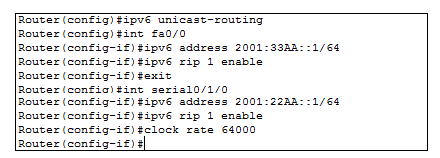 Router(config)#ipv6 unicast-routing
Router(config)#int fa0/0
Router(config-if)#ipv6 address 2001:33AA::1/64
Router(config-if)#ipv6 rip 1 enable
Router(config-if)#exit
Router(config)#int serial0/1/0
Router(config-if)#ipv6 address 2001:22AA::1/64
Router(config-if)#ipv6 rip 1 enable
Router(config-if)#clock rate 64000
Router(config-if)#